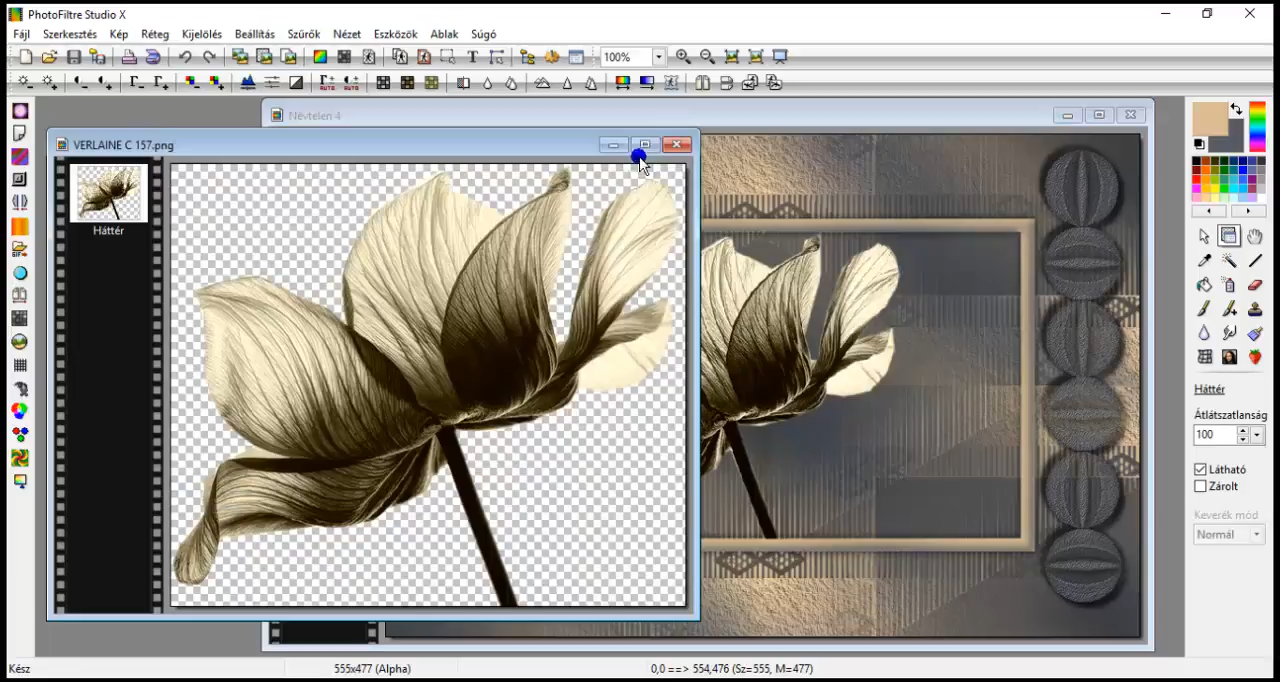 PhotoFiltre Studio X
Fájl Szerkesztés Kép Réteg Kijelölés Beállítás Szűrők Nézet Eszközök Ablak Súgó
100%
Névtelen 4
VERLAINE C 157.png
Háttér
Háttér
Átlátszatlanság
100
Látható
Zárolt
Keverék mód
Normál
Kész 555x477 (Alpha) 0,0 ==> 554,476 (Sz=555, M=477)